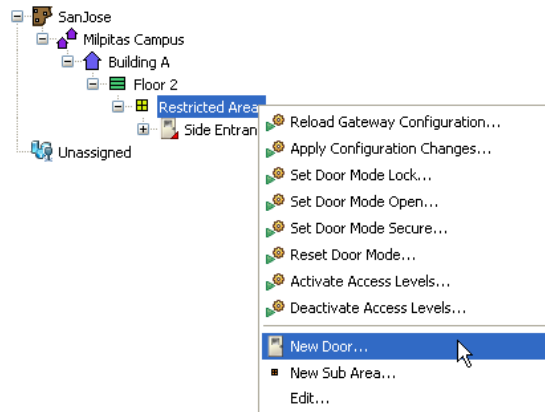 SanJose
Milpitas Campus
Building A
Floor 2
Restricted Area
Side Entran
Unassigned
Reload Gateway Configuration...
Apply Configuration Changes...
Set Door Mode Lock...
Set Door Mode Open...
Set Door Mode Secure...
Reset Door Mode...
Activate Access Levels...
Deactivate Access Levels...
New Door...
New Sub Area...
Edit...